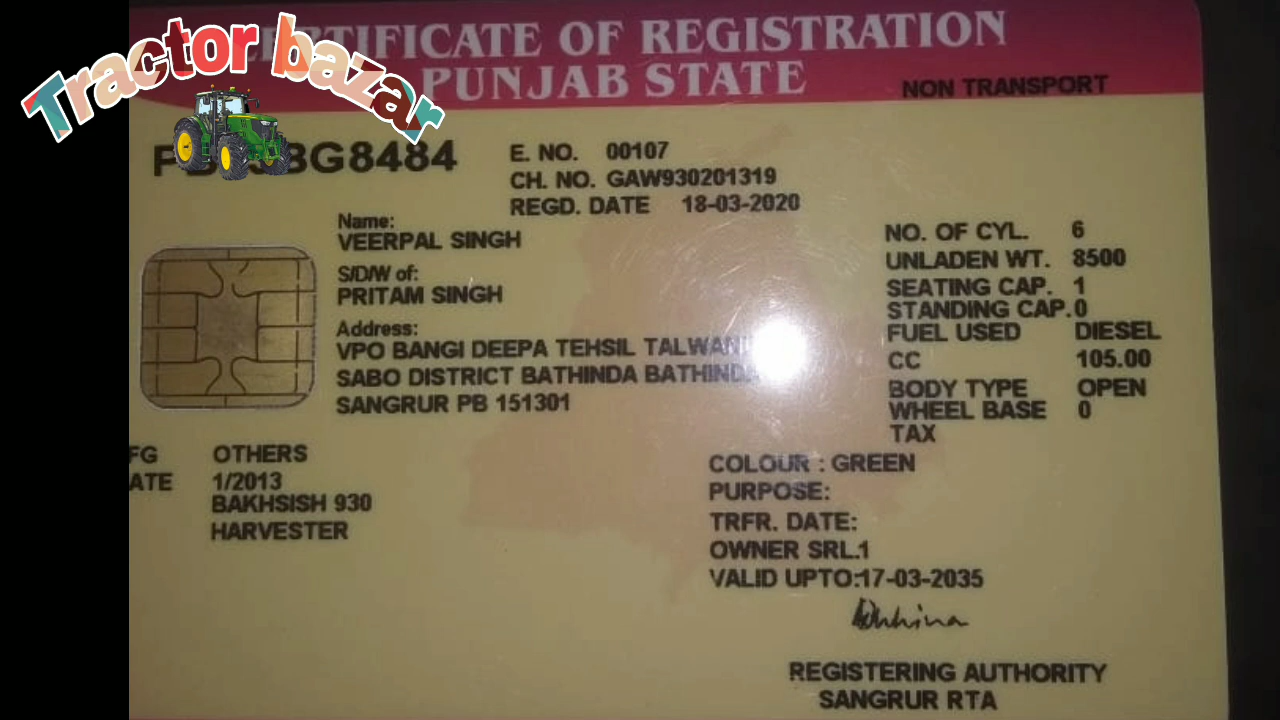 Tractor bazar
CERTIFICATE OF REGISTRATION
PUNJAB STATE
NON TRANSPORT
BG8484
E. NO. 00107
CH. NO. GAW930201319
REGD. DATE 18-03-2020
Name:
VEERPAL SINGH
S/D/W of:
PRITAM SINGH
Address:
VPO BANGI DEEPA TEHSIL TALWANDI
SABO DISTRICT BATHINDA BATHINDA
SANGRUR PB 151301
NO. OF CYL. 6
UNLADEN WT. 8500
SEATING CAP. 1
STANDING CAP.0
FUEL USED DIESEL
CC 105.00
BODY TYPE OPEN
WHEEL BASE 0
TAX
FG OTHERS
ATE 1/2013
BAKHSISH 930
HARVESTER
COLOUR : GREEN
PURPOSE:
TRFR. DATE:
OWNER SRL.1
VALID UPTO:17-03-2035
REGISTERING AUTHORITY
SANGRUR RTA